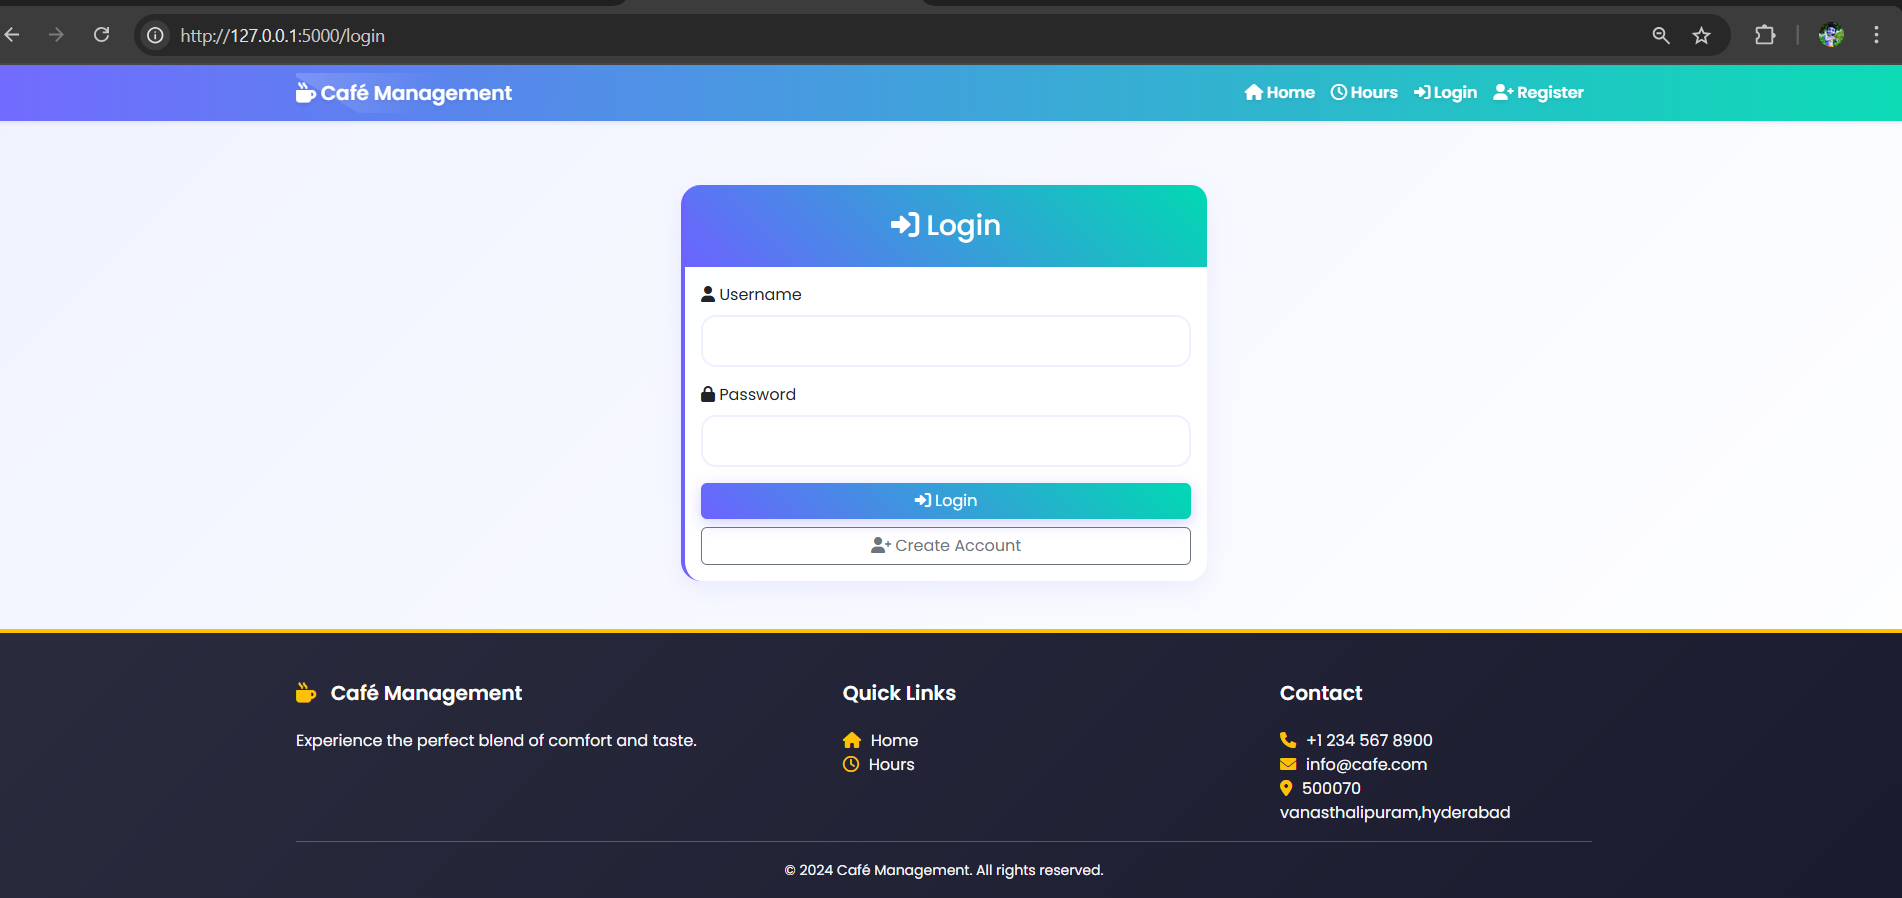 http://127.0.0.1:5000/login
Café Management
Home Hours Login Register
Login
Username
Password
Login
Create Account
Café Management
Experience the perfect blend of comfort and taste.
Quick Links
Home
Hours
Contact
+1 234 567 8900
info@cafe.com
500070
vanasthalipuram,hyderabad
© 2024 Café Management. All rights reserved.